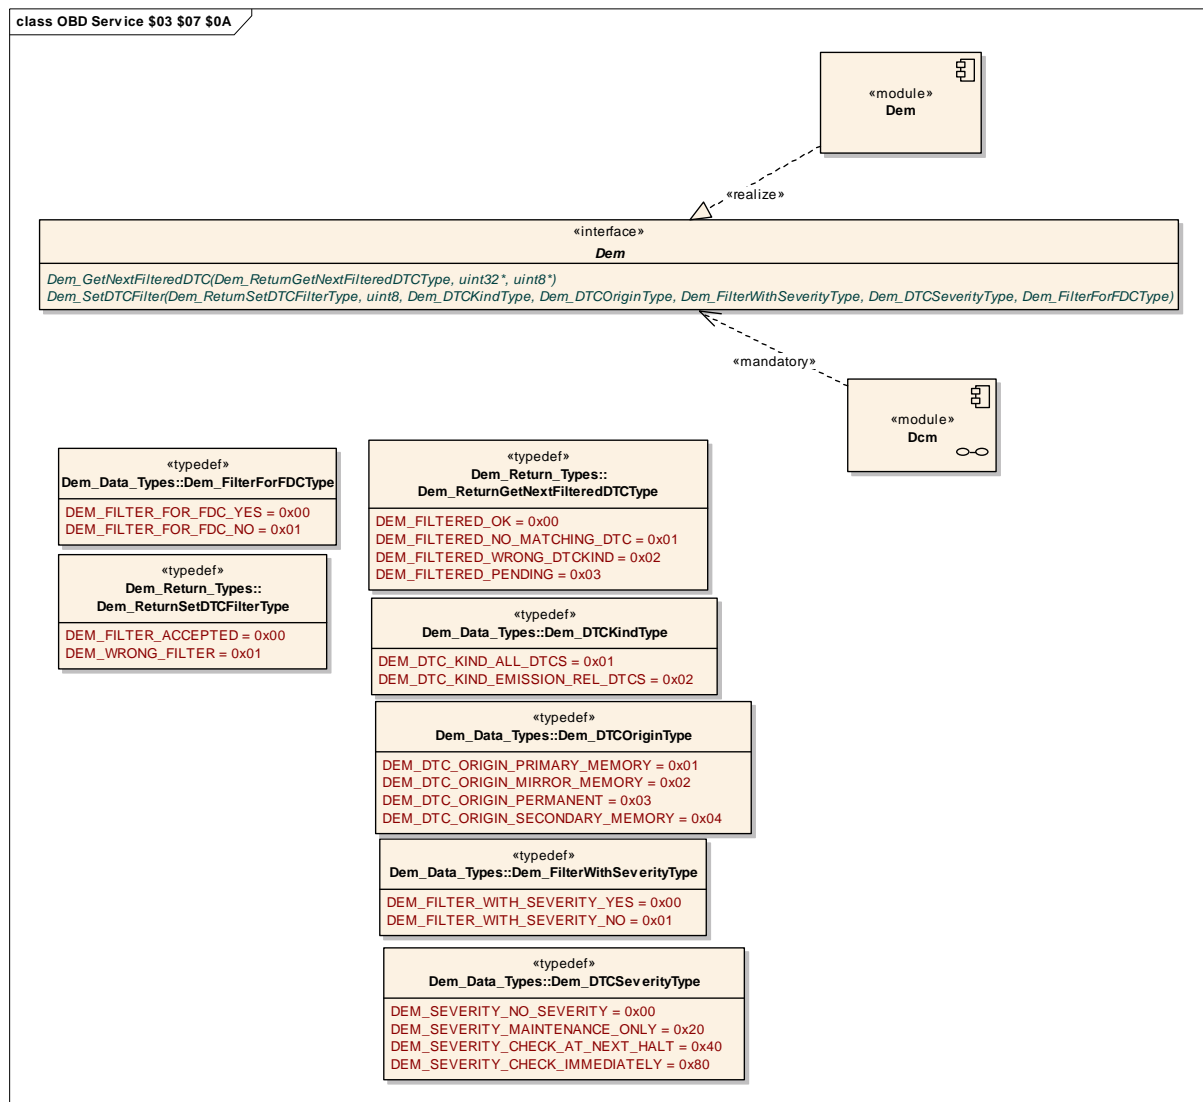 class OBD Service $03 $07 $0A
«module»
Dem
«realize»
«interface»
Dem
Dem_GetNextFilteredDTC(Dem_ReturnGetNextFilteredDTCType, uint32*, uint8*)
Dem_SetDTCFilter(Dem_ReturnSetDTCFilterType, uint8, Dem_DTCKindType, Dem_DTCOriginType, Dem_FilterWithSeverityType, Dem_DTCSeverityType, Dem_FilterForFDCType)
«mandatory»
«module»
Dcm
«typedef»
Dem_Data_Types::Dem_FilterForFDCType
DEM_FILTER_FOR_FDC_YES = 0x00
DEM_FILTER_FOR_FDC_NO = 0x01
«typedef»
Dem_Return_Types::
Dem_ReturnSetDTCFilterType
DEM_FILTER_ACCEPTED = 0x00
DEM_WRONG_FILTER = 0x01
«typedef»
Dem_Return_Types::
Dem_ReturnGetNextFilteredDTCType
DEM_FILTERED_OK = 0x00
DEM_FILTERED_NO_MATCHING_DTC = 0x01
DEM_FILTERED_WRONG_DTCKIND = 0x02
DEM_FILTERED_PENDING = 0x03
«typedef»
Dem_Data_Types::Dem_DTCKindType
DEM_DTC_KIND_ALL_DTCS = 0x01
DEM_DTC_KIND_EMISSION_REL_DTCS = 0x02
«typedef»
Dem_Data_Types::Dem_DTCOriginType
DEM_DTC_ORIGIN_PRIMARY_MEMORY = 0x01
DEM_DTC_ORIGIN_MIRROR_MEMORY = 0x02
DEM_DTC_ORIGIN_PERMANENT = 0x03
DEM_DTC_ORIGIN_SECONDARY_MEMORY = 0x04
«typedef»
Dem_Data_Types::Dem_FilterWithSeverityType
DEM_FILTER_WITH_SEVERITY_YES = 0x00
DEM_FILTER_WITH_SEVERITY_NO = 0x01
«typedef»
Dem_Data_Types::Dem_DTCSeverityType
DEM_SEVERITY_NO_SEVERITY = 0x00
DEM_SEVERITY_MAINTENANCE_ONLY = 0x20
DEM_SEVERITY_CHECK_AT_NEXT_HALT = 0x40
DEM_SEVERITY_CHECK_IMMEDIATELY = 0x80